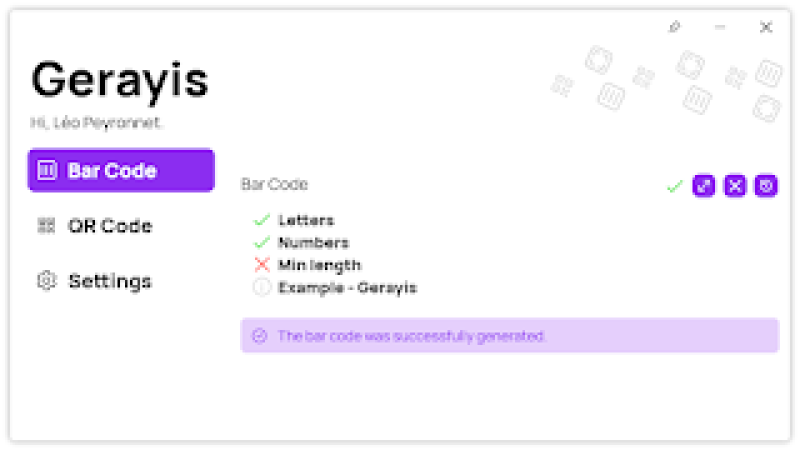 Gerayis
Hi, Léo Peyronnet.
Bar Code
QR Code
Settings
Bar Code
Letters
Numbers
Min length
Example - Gerayis
The bar code was successfully generated.